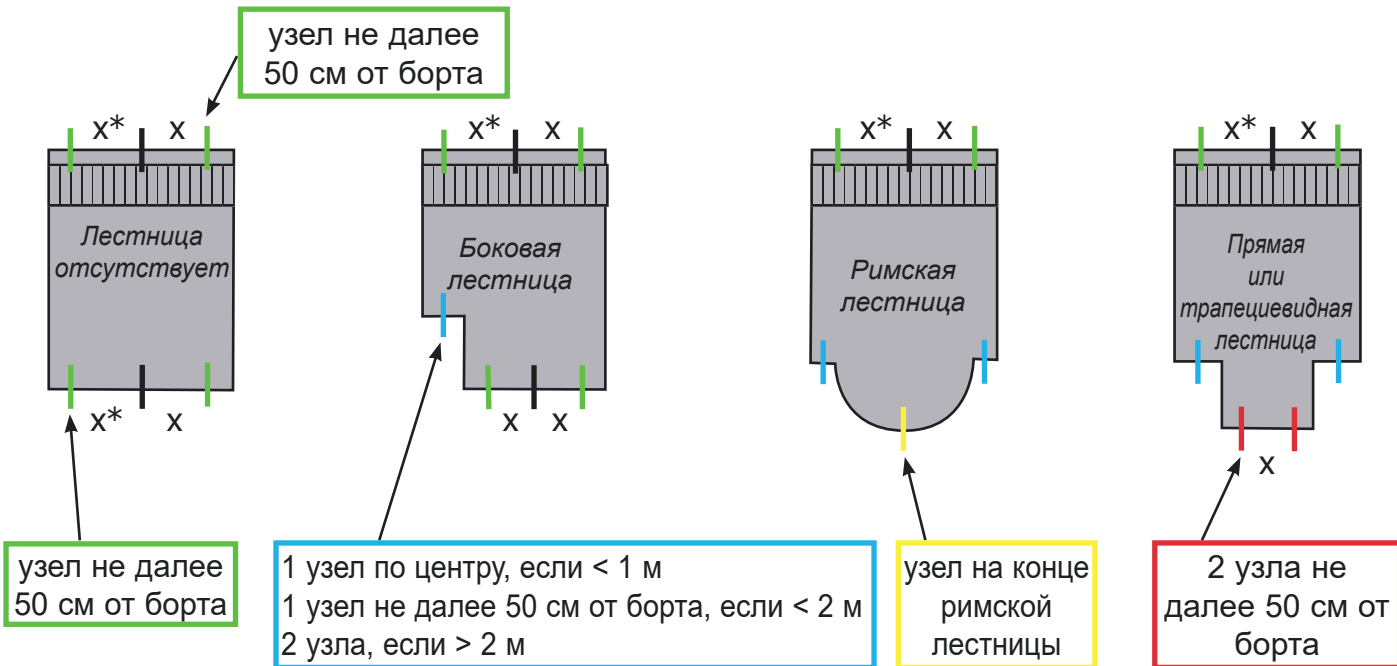 узел не далее
50 см от борта
x* x
x* x
x* x
x* x
Лестница
отсутствует
Боковая
лестница
Римская
лестница
Прямая
или
трапециевидная
лестница
x* x
x x
x
узел не далее
50 см от борта
1 узел по центру, если < 1 м
1 узел не далее 50 см от борта, если < 2 м
2 узла, если > 2 м
узел на конце
римской
лестницы
2 узла не
далее 50 см от
борта